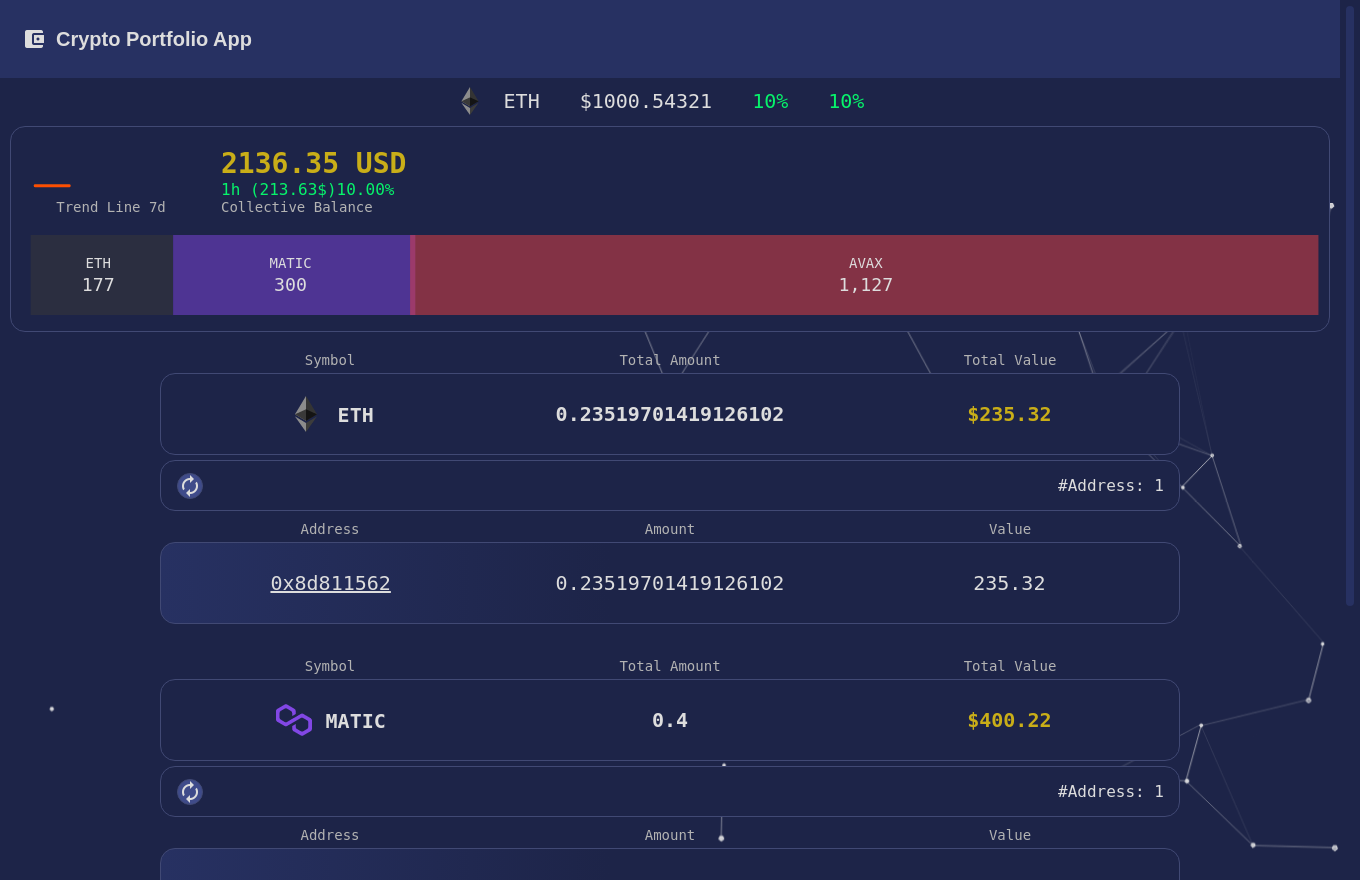 Crypto Portfolio App
ETH $1000.54321 10% 10%
2136.35 USD
1h (213.63$)10.00%
Trend Line 7d Collective Balance
ETH MATIC AVAX
177 300 1,127
Symbol Total Amount Total Value
ETH 0.23519701419126102 $235.32
#Address: 1
Address Amount Value
0x8d811562 0.23519701419126102 235.32
Symbol Total Amount Total Value
MATIC 0.4 $400.22
#Address: 1
Address Amount Value